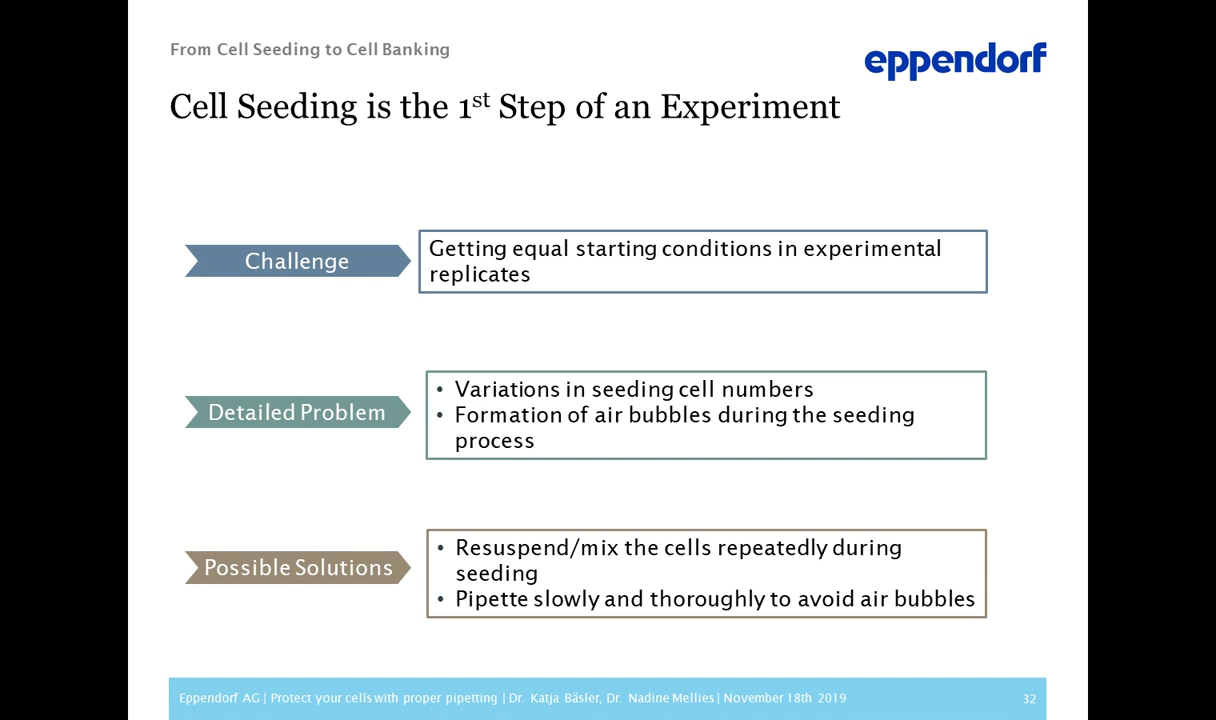 From Cell Seeding to Cell Banking
eppendorf
Cell Seeding is the 1st Step of an Experiment
Challenge
Getting equal starting conditions in experimental
replicates
Detailed Problem
• Variations in seeding cell numbers
• Formation of air bubbles during the seeding
process
Possible Solutions
• Resuspend/mix the cells repeatedly during
seeding
• Pipette slowly and thoroughly to avoid air bubbles
Eppendorf AG | Protect your cells with proper pipetting | Dr. Katja Bäsler, Dr. Nadine Mellies | November 18th 2019
32